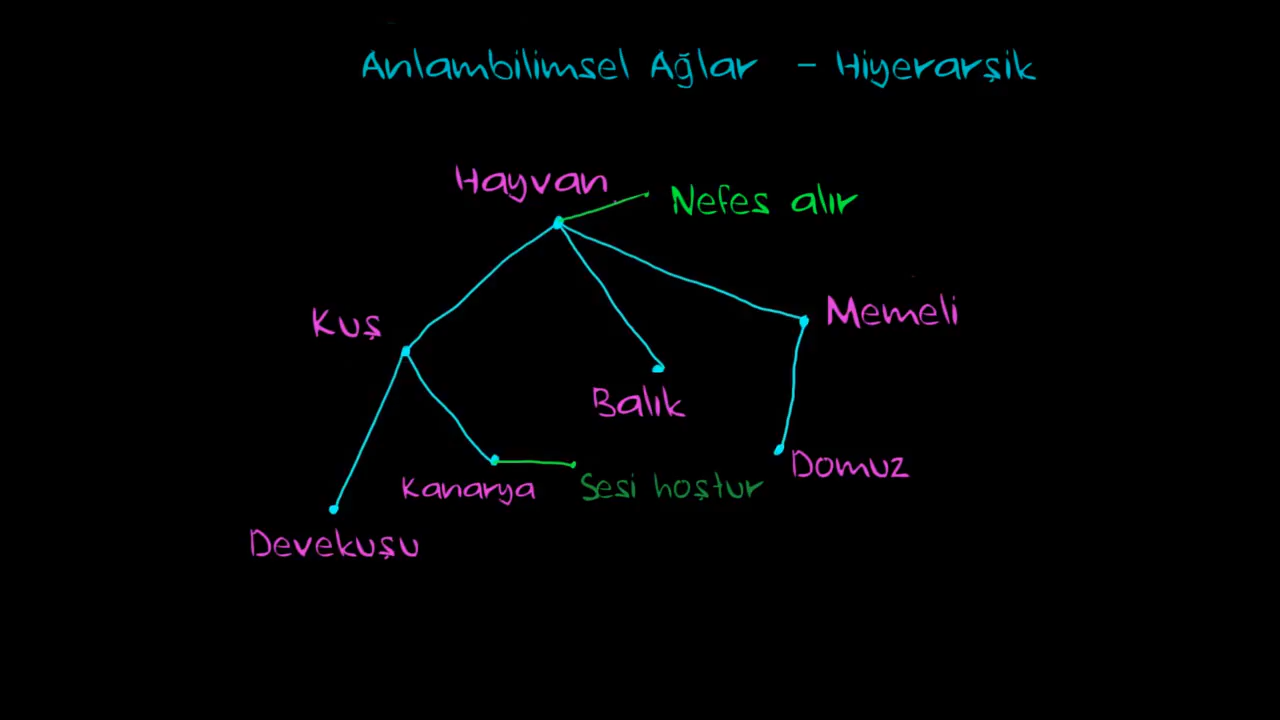 Anlambilimsel Ağlar - Hiyerarşik
Hayvan
Nefes alır
Kuş
Memeli
Balık
Domuz
Kanarya
Sesi hoştur
Devekuşu